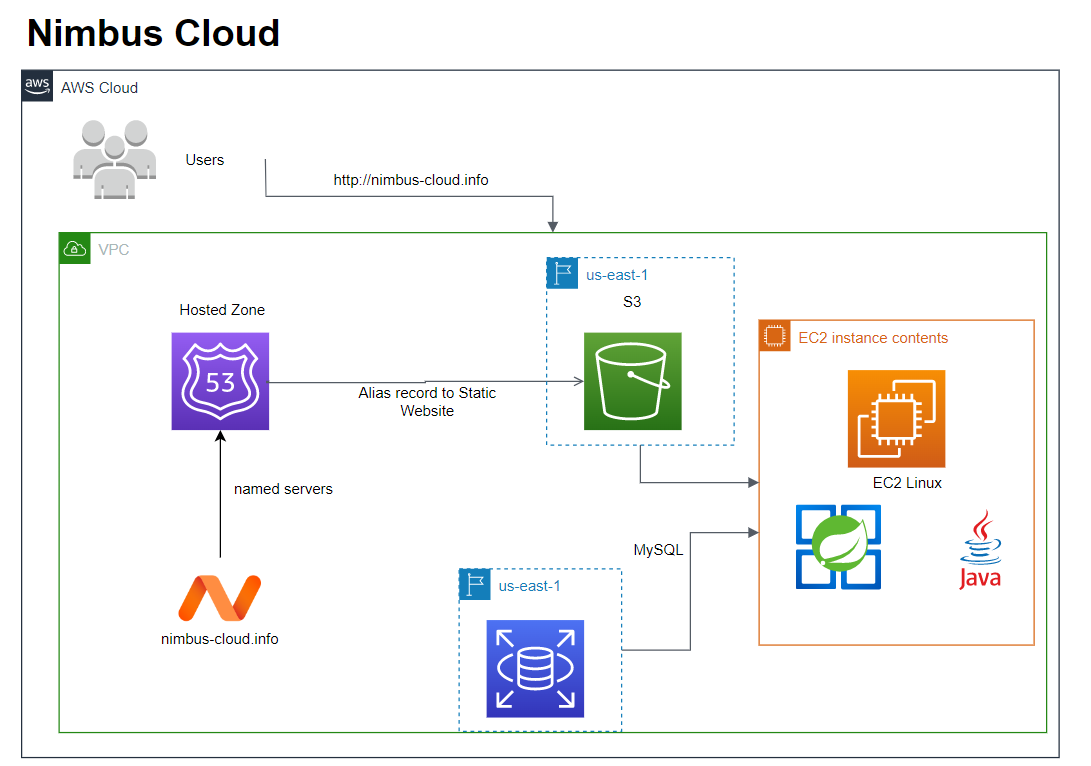 Nimbus Cloud
aws
AWS Cloud
Users
http://nimbus-cloud.info
VPC
us-east-1
S3
Hosted Zone
EC2 instance contents
53
Alias record to Static
Website
EC2 Linux
named servers
MySQL
Java
us-east-1
nimbus-cloud.info